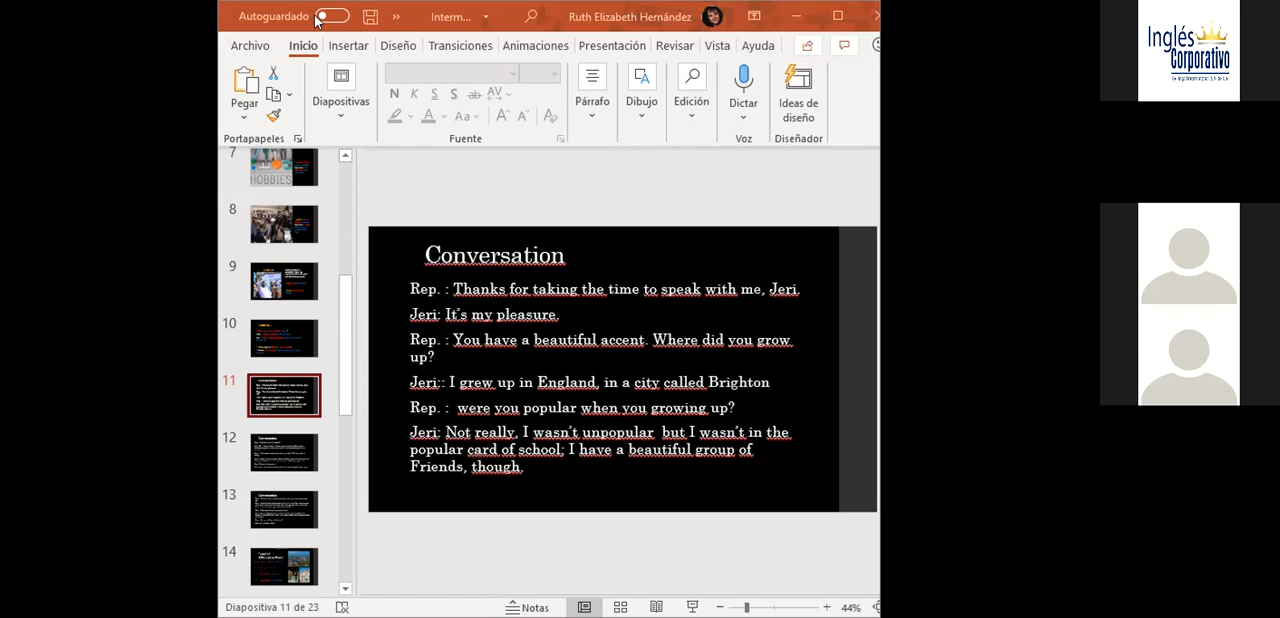 Autoguardado
»
Interm...
Ruth Elizabeth Hernández
Archivo Inicio Insertar Diseño Transiciones Animaciones Presentación Revisar Vista Ayuda
Pegar
Diapositivas
N K S S ab AV
A Aa A A A
Párrafo
Dibujo
Edición
Dictar
Ideas de
diseño
Portapapeles
Fuente
Voz
Diseñador
7
HOBBIES
8
9
10
11
12
13
14
Conversation
Rep. : Thanks for taking the time to speak with me, Jeri.
Jeri: It's my pleasure.
Rep. : You have a beautiful accent. Where did you grow
up?
Jeri:: I grew up in England, in a city called Brighton
Rep. : were you popular when you growing up?
Jeri: Not really, I wasn't unpopular but I wasn't in the
popular card of school; I have a beautiful group of
Friends, though.
Diapositiva 11 de 23
Notas
44%
Inglés
Corporativo